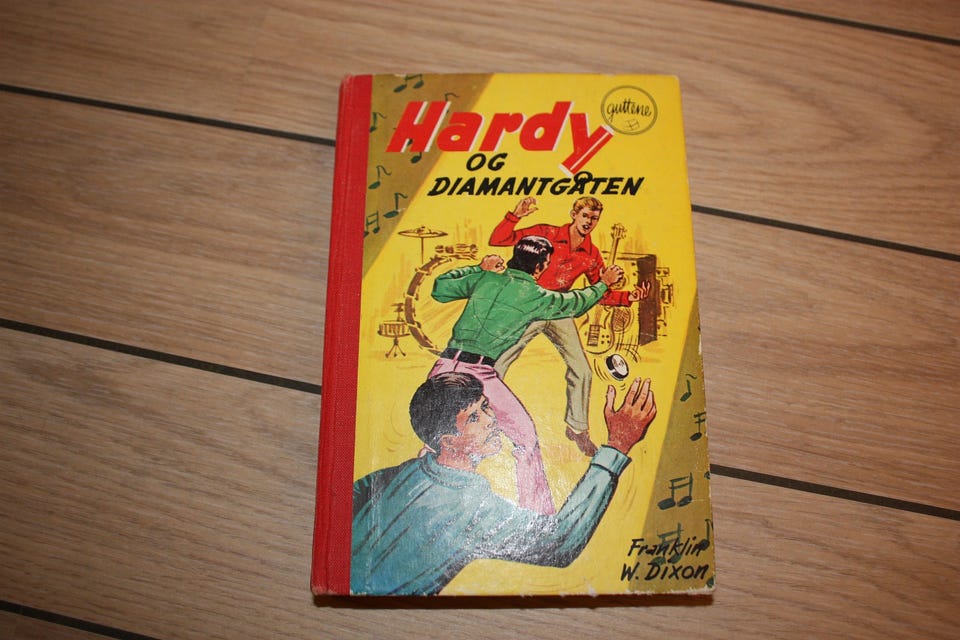 Hardy
guttene
OG
DIAMANTGÅTEN
Franklin
W. Dixon